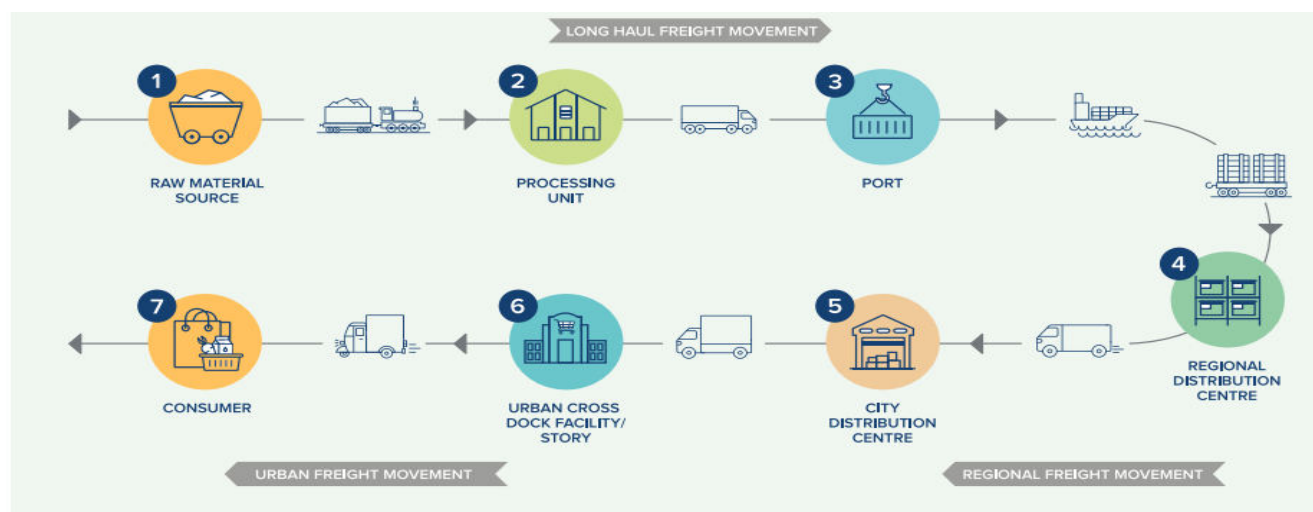 LONG HAUL FREIGHT MOVEMENT
1
RAW MATERIAL
SOURCE
2
PROCESSING
UNIT
3
PORT
4
REGIONAL
DISTRIBUTION
CENTRE
5
CITY
DISTRIBUTION
CENTRE
6
URBAN CROSS
DOCK FACILITY/
STORY
7
CONSUMER
URBAN FREIGHT MOVEMENT
REGIONAL FREIGHT MOVEMENT